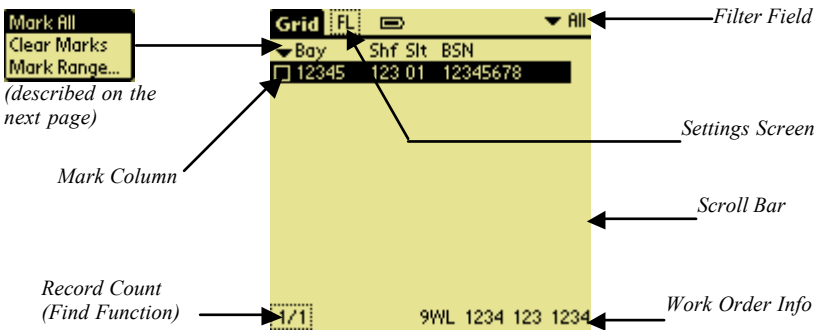 Mark All
Clear Marks
Mark Range...
(described on the
next page)
Mark Column
Record Count
(Find Function)
Grid FL All
Bay Shf Slt BSN
12345 123 01 12345678
1/1 9WL 1234 123 1234
Filter Field
Settings Screen
Scroll Bar
Work Order Info